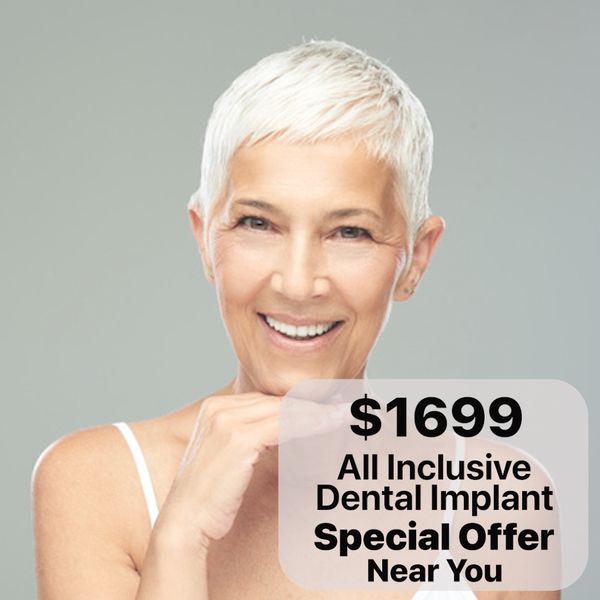 $1699
All Inclusive
Dental Implant
Special Offer
Near You